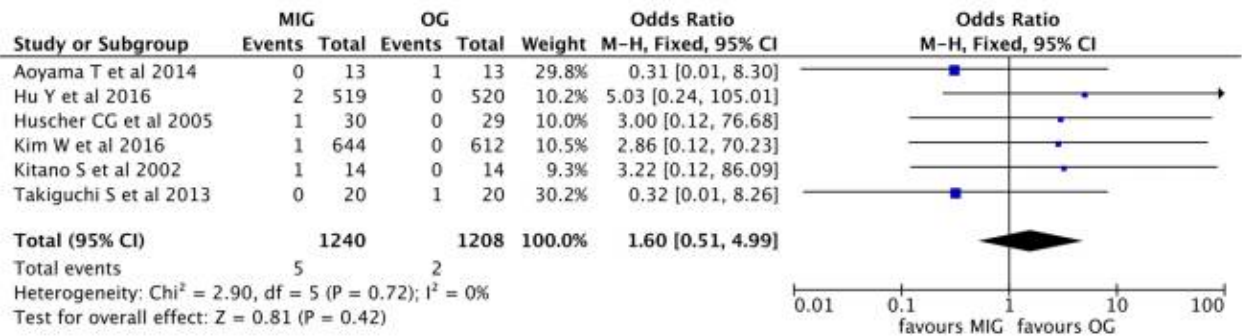 MIG OG Odds Ratio Odds Ratio
Study or Subgroup Events Total Events Total Weight M-H, Fixed, 95% CI M-H, Fixed, 95% CI
Aoyama T et al 2014 0 13 1 13 29.8% 0.31 [0.01, 8.30]
Hu Y et al 2016 2 519 0 520 10.2% 5.03 [0.24, 105.01]
Huscher CG et al 2005 1 30 0 29 10.0% 3.00 [0.12, 76.68]
Kim W et al 2016 1 644 0 612 10.5% 2.86 [0.12, 70.23]
Kitano S et al 2002 1 14 0 14 9.3% 3.22 [0.12, 86.09]
Takiguchi S et al 2013 0 20 1 20 30.2% 0.32 [0.01, 8.26]
Total (95% CI) 1240 1208 100.0% 1.60 [0.51, 4.99]
Total events 5 2
Heterogeneity: Chi² = 2.90, df = 5 (P = 0.72); I² = 0%
Test for overall effect: Z = 0.81 (P = 0.42)
0.01 0.1 1 10 100
favours MIG favours OG